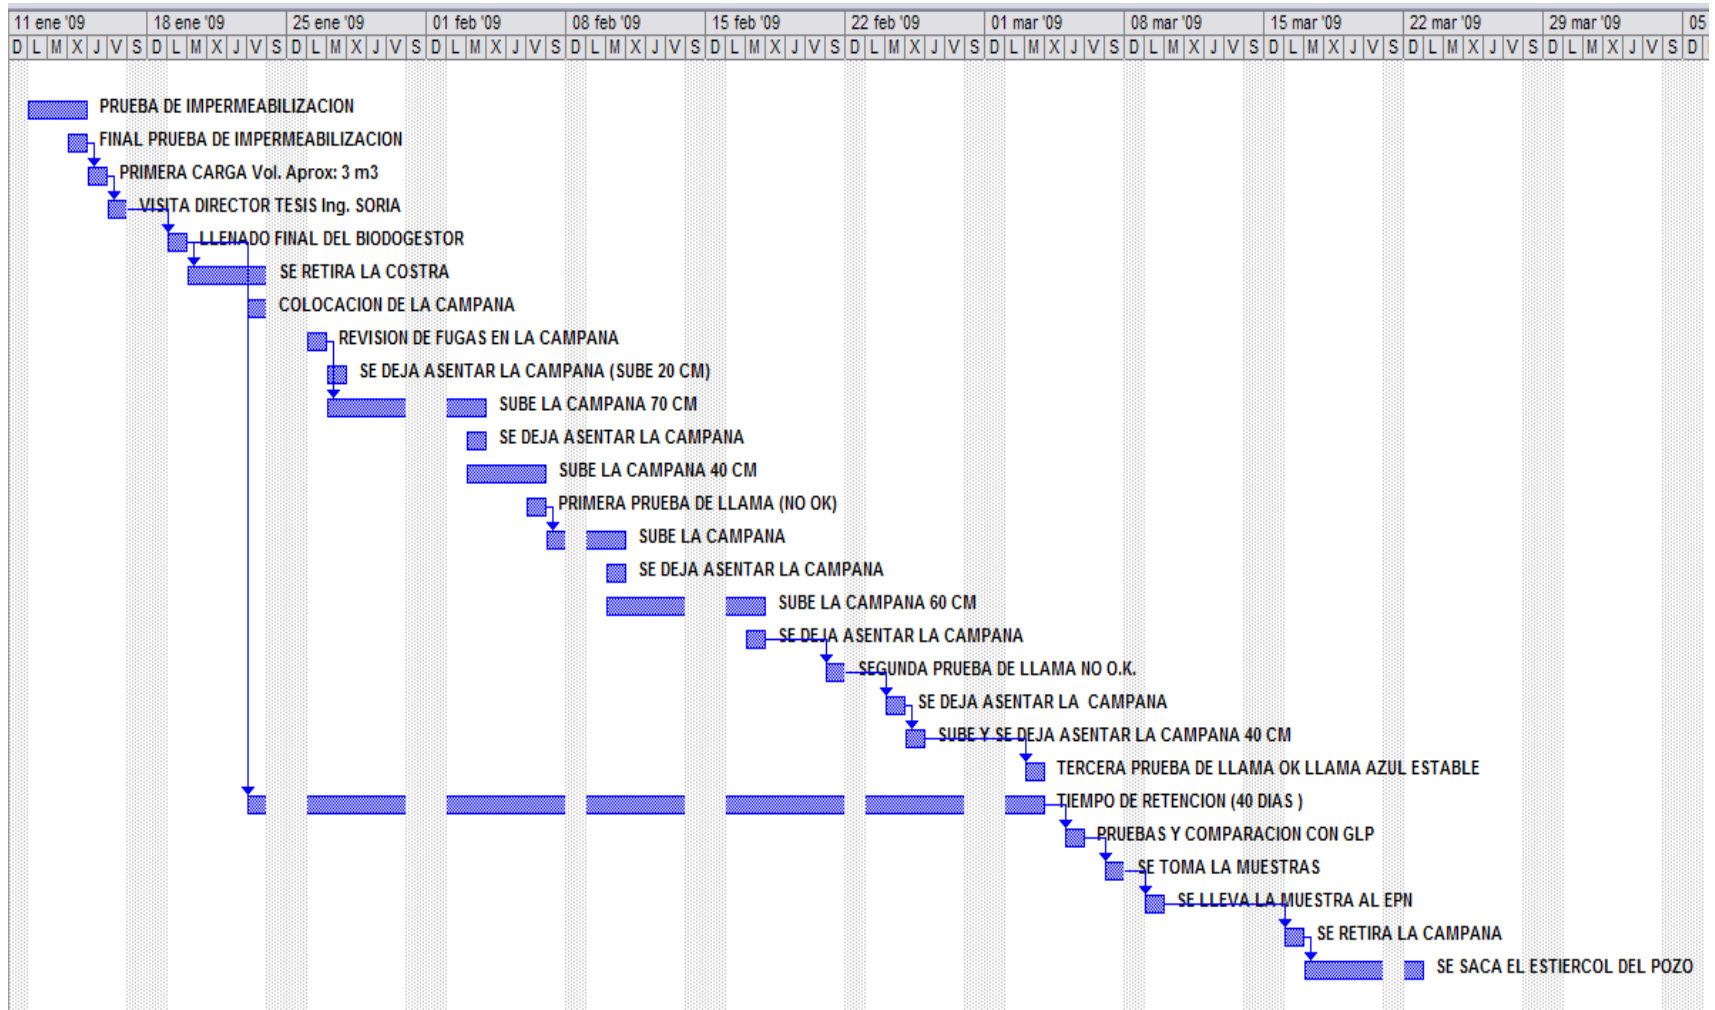 11 ene '09 18 ene '09 25 ene '09 01 feb '09 08 feb '09 15 feb '09 22 feb '09 01 mar '09 08 mar '09 15 mar '09 22 mar '09 29 mar '09 05
D L M X J V S D L M X J V S D L M X J V S D L M X J V S D L M X J V S D L M X J V S D L M X J V S D L M X J V S D L M X J V S D L M X J V S D L M X J V S D L M X J V S D
PRUEBA DE IMPERMEABILIZACION
FINAL PRUEBA DE IMPERMEABILIZACION
PRIMERA CARGA Vol. Aprox: 3 m3
VISITA DIRECTOR TESIS Ing. SORIA
LLENADO FINAL DEL BIODOGESTOR
SE RETIRA LA COSTRA
COLOCACION DE LA CAMPANA
REVISION DE FUGAS EN LA CAMPANA
SE DEJA ASENTAR LA CAMPANA (SUBE 20 CM)
SUBE LA CAMPANA 70 CM
SE DEJA ASENTAR LA CAMPANA
SUBE LA CAMPANA 40 CM
PRIMERA PRUEBA DE LLAMA (NO OK)
SUBE LA CAMPANA
SE DEJA ASENTAR LA CAMPANA
SUBE LA CAMPANA 60 CM
SE DEJA ASENTAR LA CAMPANA
SEGUNDA PRUEBA DE LLAMA NO O.K.
SE DEJA ASENTAR LA CAMPANA
SUBE Y SE DEJA ASENTAR LA CAMPANA 40 CM
TERCERA PRUEBA DE LLAMA OK LLAMA AZUL ESTABLE
TIEMPO DE RETENCION (40 DIAS )
PRUEBAS Y COMPARACION CON GLP
SE TOMA LA MUESTRAS
SE LLEVA LA MUESTRA AL EPN
SE RETIRA LA CAMPANA
SE SACA EL ESTIERCOL DEL POZO